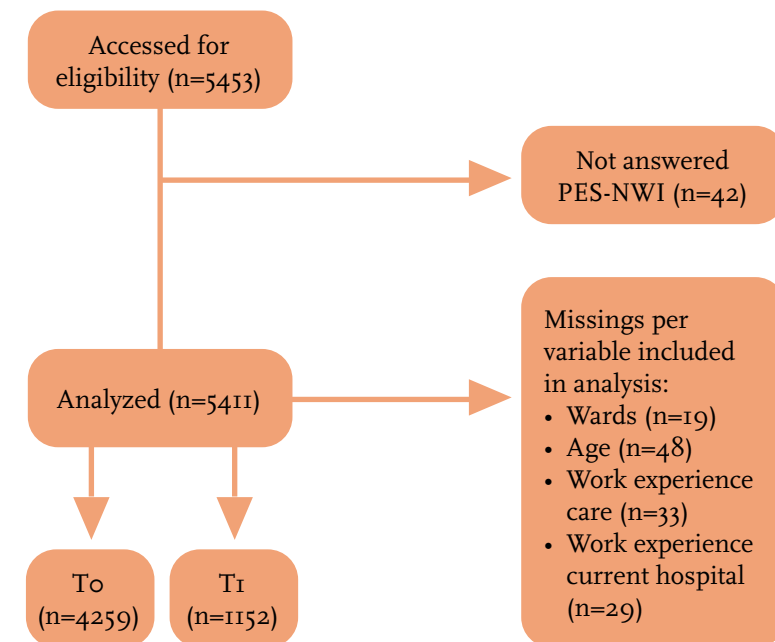 Accessed for
eligibility (n=5453)
Not answered
PES-NWI (n=42)
Analyzed (n=5411)
Missings per
variable included
in analysis:
• Wards (n=19)
• Age (n=48)
• Work experience
care (n=33)
• Work experience
current hospital
(n=29)
T0
(n=4259)
T1
(n=1152)